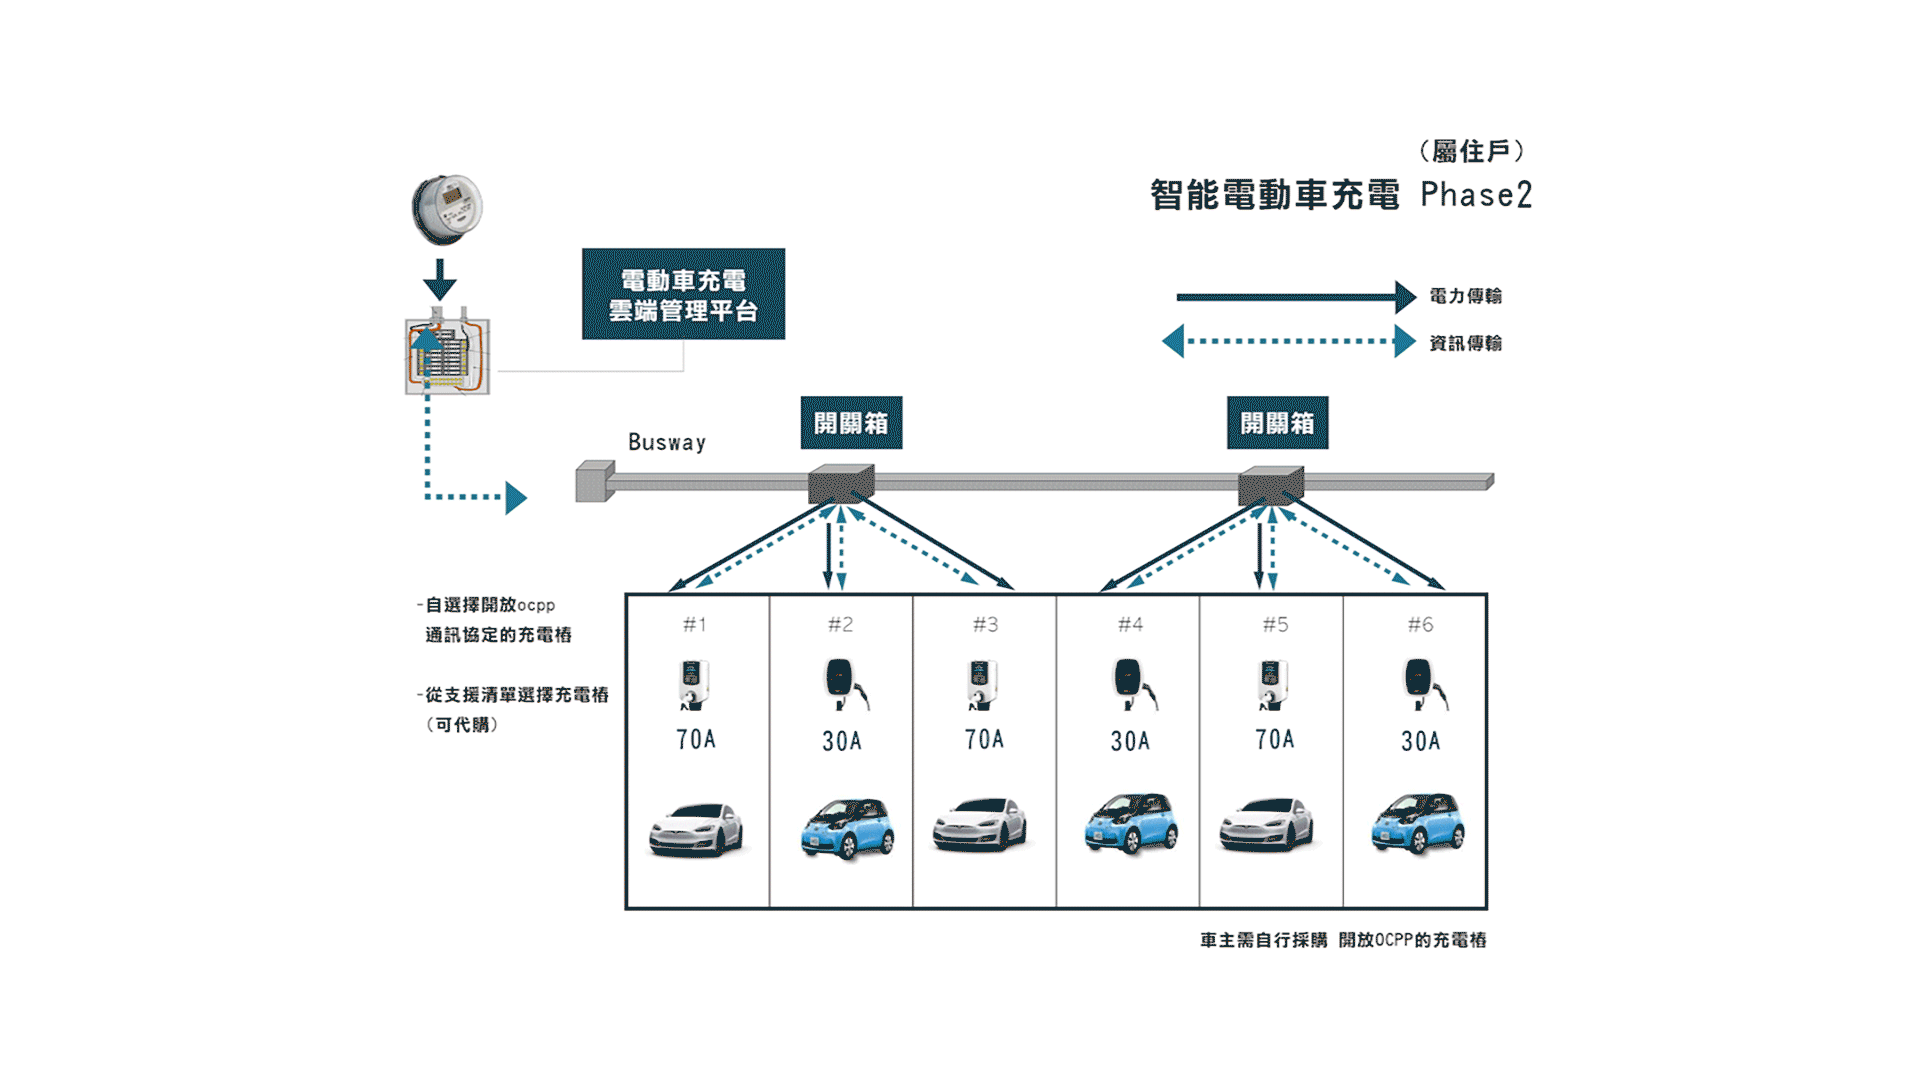 （屬住戶）
智能電動車充電 Phase2
電動車充電
雲端管理平台
電力傳輸
資訊傳輸
開關箱
開關箱
Busway
-自選擇開放ocpp
通訊協定的充電樁
-從支援清單選擇充電樁
（可代購）
#1
#2
#3
#4
#5
#6
70A
30A
70A
30A
70A
30A
車主需自行採購 開放OCPP的充電樁